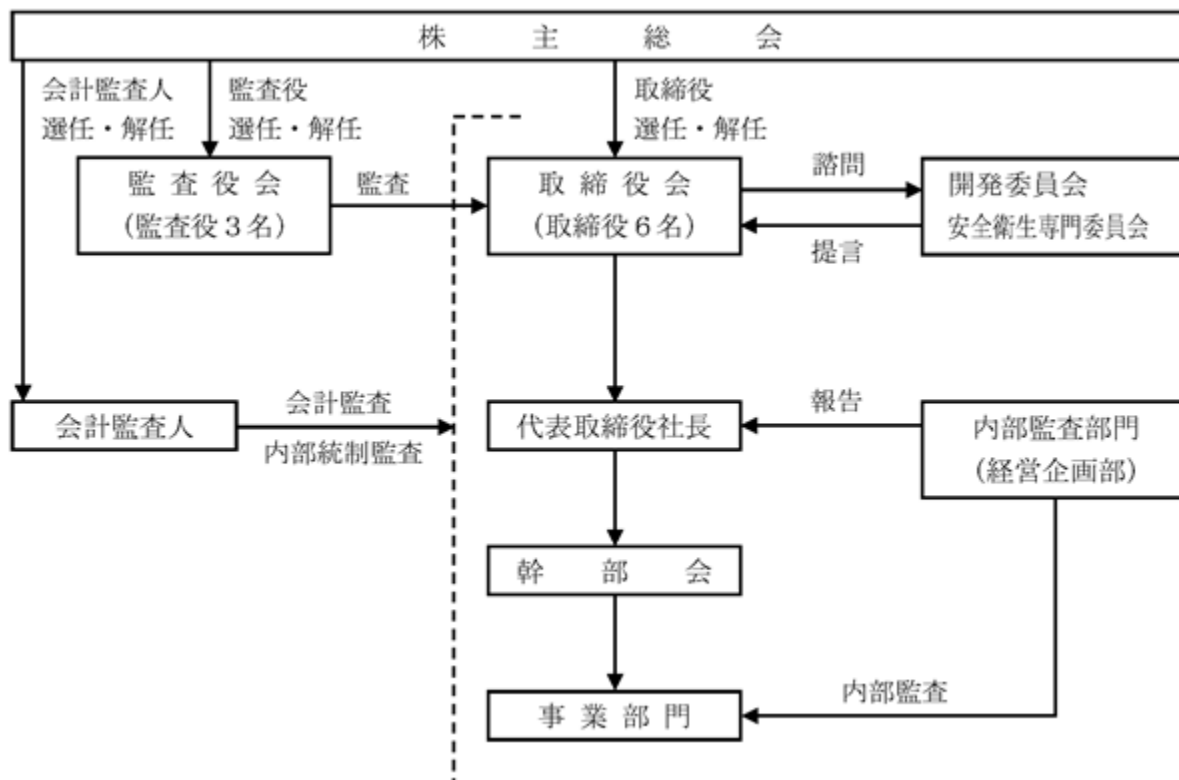 株主総会
会計監査人
選任・解任
監査役
選任・解任
取締役
選任・解任
監査役会
(監査役3名)
監査
取締役会
(取締役6名)
諮問
提言
開発委員会
安全衛生専門委員会
会計監査人
会計監査
内部統制監査
代表取締役社長
報告
内部監査部門
(経営企画部)
幹部会
事業部門
内部監査